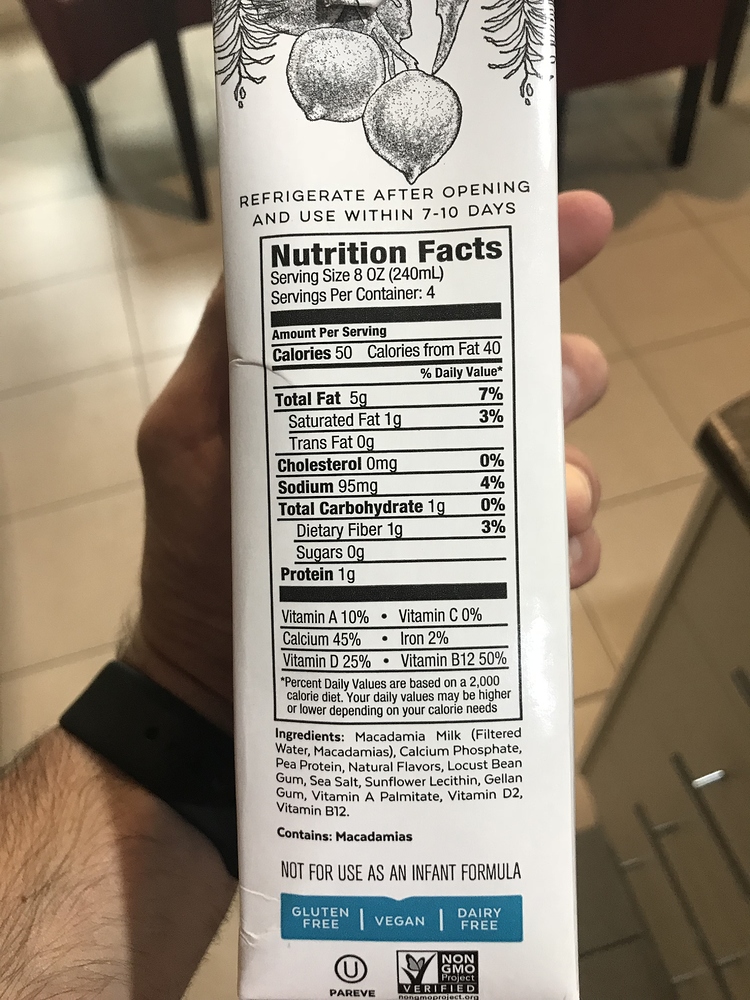 REFRIGERATE AFTER OPENING
AND USE WITHIN 7-10 DAYS
Nutrition Facts
Serving Size 8 OZ (240mL)
Servings Per Container: 4
Amount Per Serving
Calories 50 Calories from Fat 40
% Daily Value*
Total Fat 5g 7%
Saturated Fat 1g 3%
Trans Fat 0g
Cholesterol 0mg 0%
Sodium 95mg 4%
Total Carbohydrate 1g 0%
Dietary Fiber 1g 3%
Sugars 0g
Protein 1g
Vitamin A 10% • Vitamin C 0%
Calcium 45% • Iron 2%
Vitamin D 25% • Vitamin B12 50%
*Percent Daily Values are based on a 2,000
calorie diet. Your daily values may be higher
or lower depending on your calorie needs
Ingredients: Macadamia Milk (Filtered
Water, Macadamias), Calcium Phosphate,
Pea Protein, Natural Flavors, Locust Bean
Gum, Sea Salt, Sunflower Lecithin, Gellan
Gum, Vitamin A Palmitate, Vitamin D2,
Vitamin B12.
Contains: Macadamias
NOT FOR USE AS AN INFANT FORMULA
GLUTEN FREE | VEGAN | DAIRY FREE
U
PAREVE
NON
GMO
Project
VERIFIED
nongmoproject.org